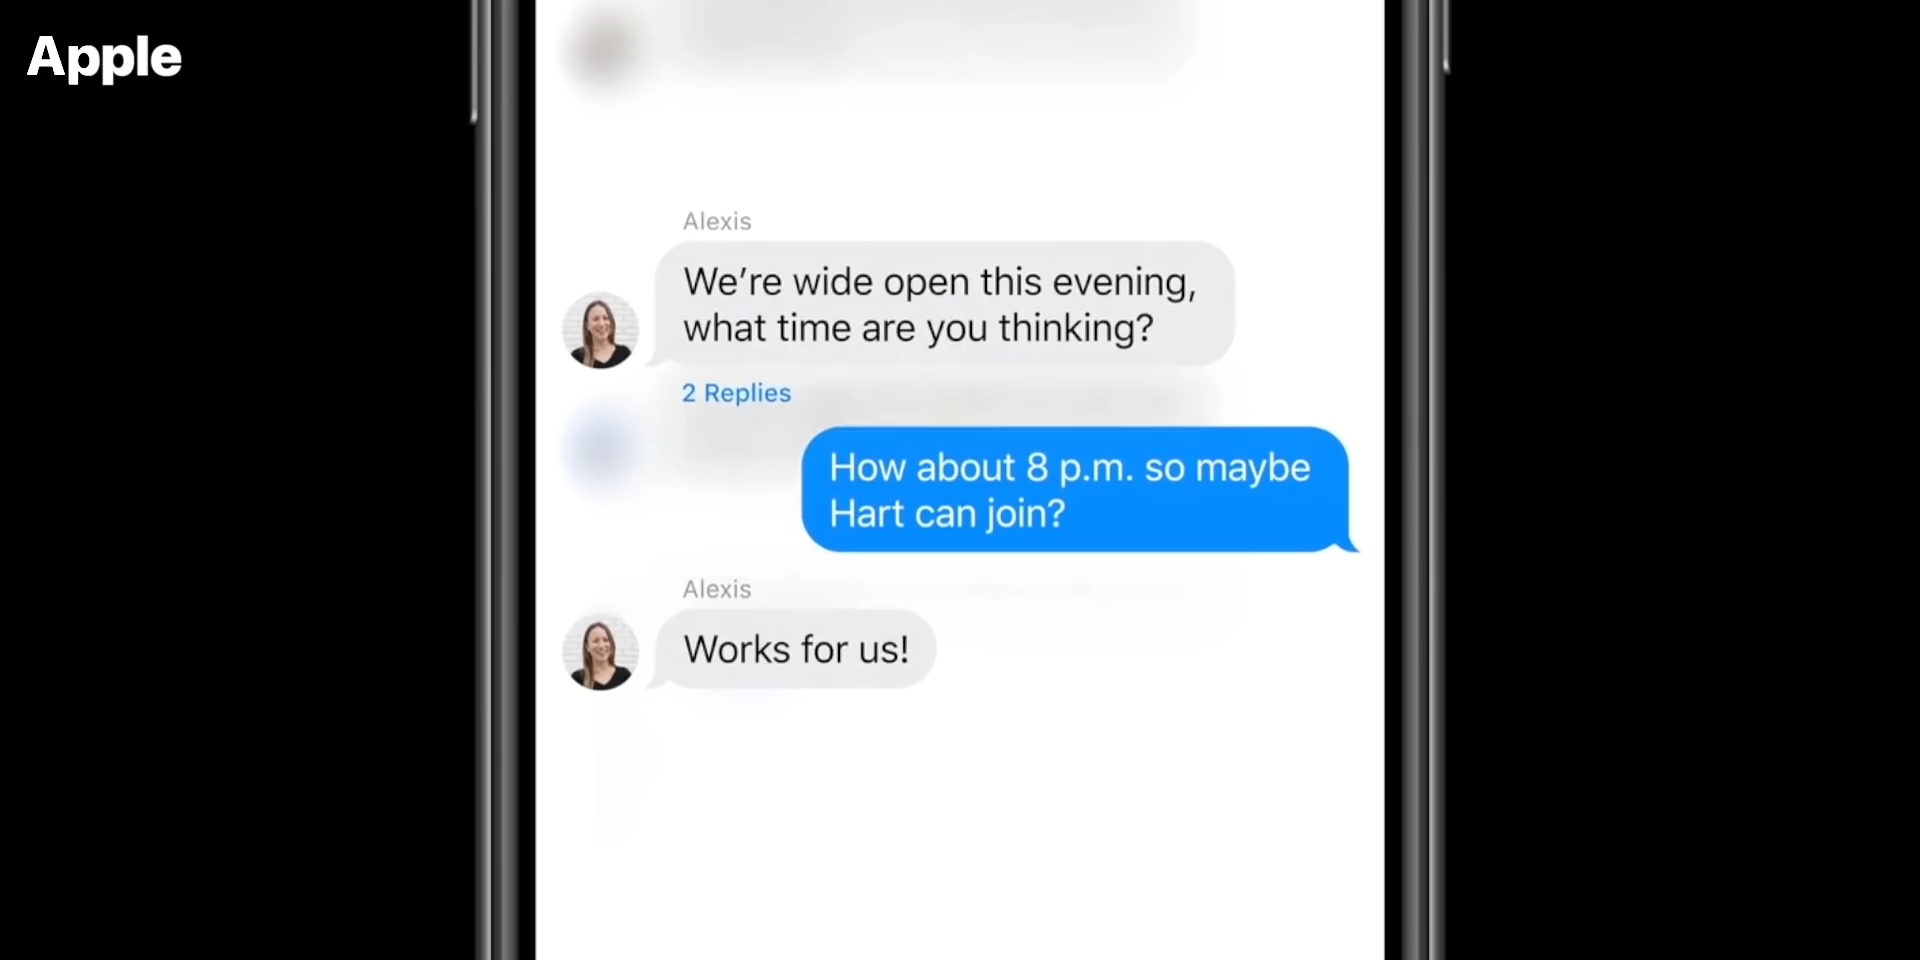 Apple
Alexis
We’re wide open this evening,
what time are you thinking?
2 Replies
How about 8 p.m. so maybe
Hart can join?
Alexis
Works for us!